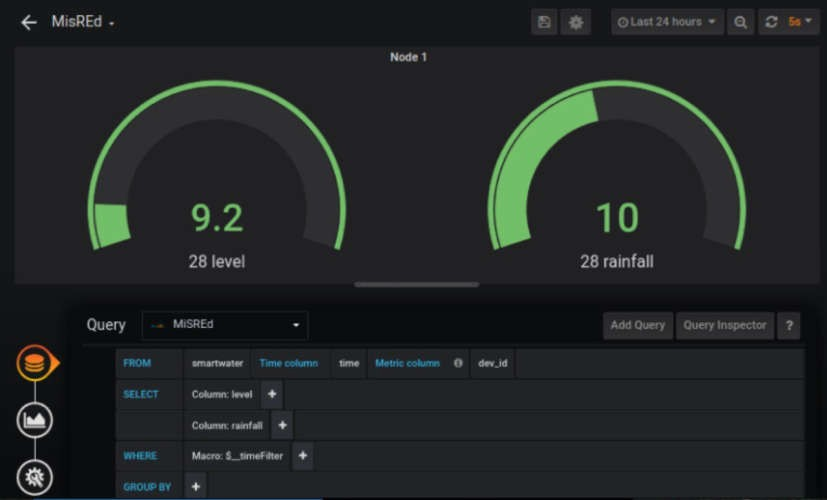 MisREd
Last 24 hours
5s
Node 1
9.2
28 level
10
28 rainfall
Query
MiSREd
Add Query
Query Inspector
?
FROM smartwater Time column time Metric column dev_id
SELECT Column: level +
Column: rainfall +
WHERE Macro: $__timeFilter +
GROUP BY +